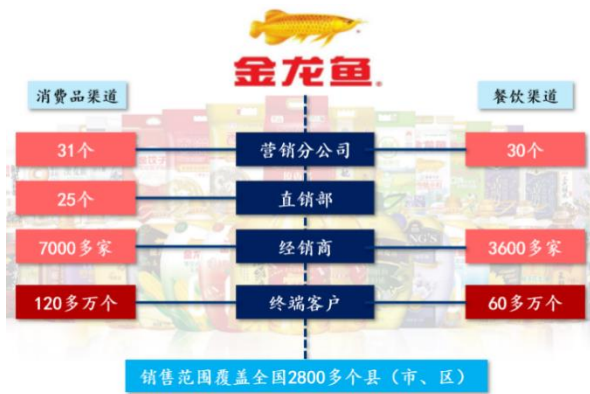 金龙鱼
消费品渠道
餐饮渠道
31个 营销分公司 30个
25个 直销部
7000多家 经销商 3600多家
120多万个 终端客户 60多万个
销售范围覆盖全国2800多个县（市、区）